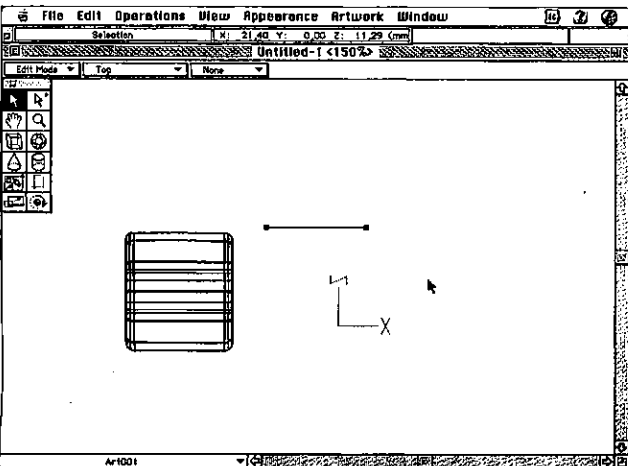 File Edit Operations View Appearance Artwork Window
Selection X: 21,40 Y: 0,00 Z: 11,29 (mm)
Untitled-1 <150%>
Edit Mode Top None
X
Art001